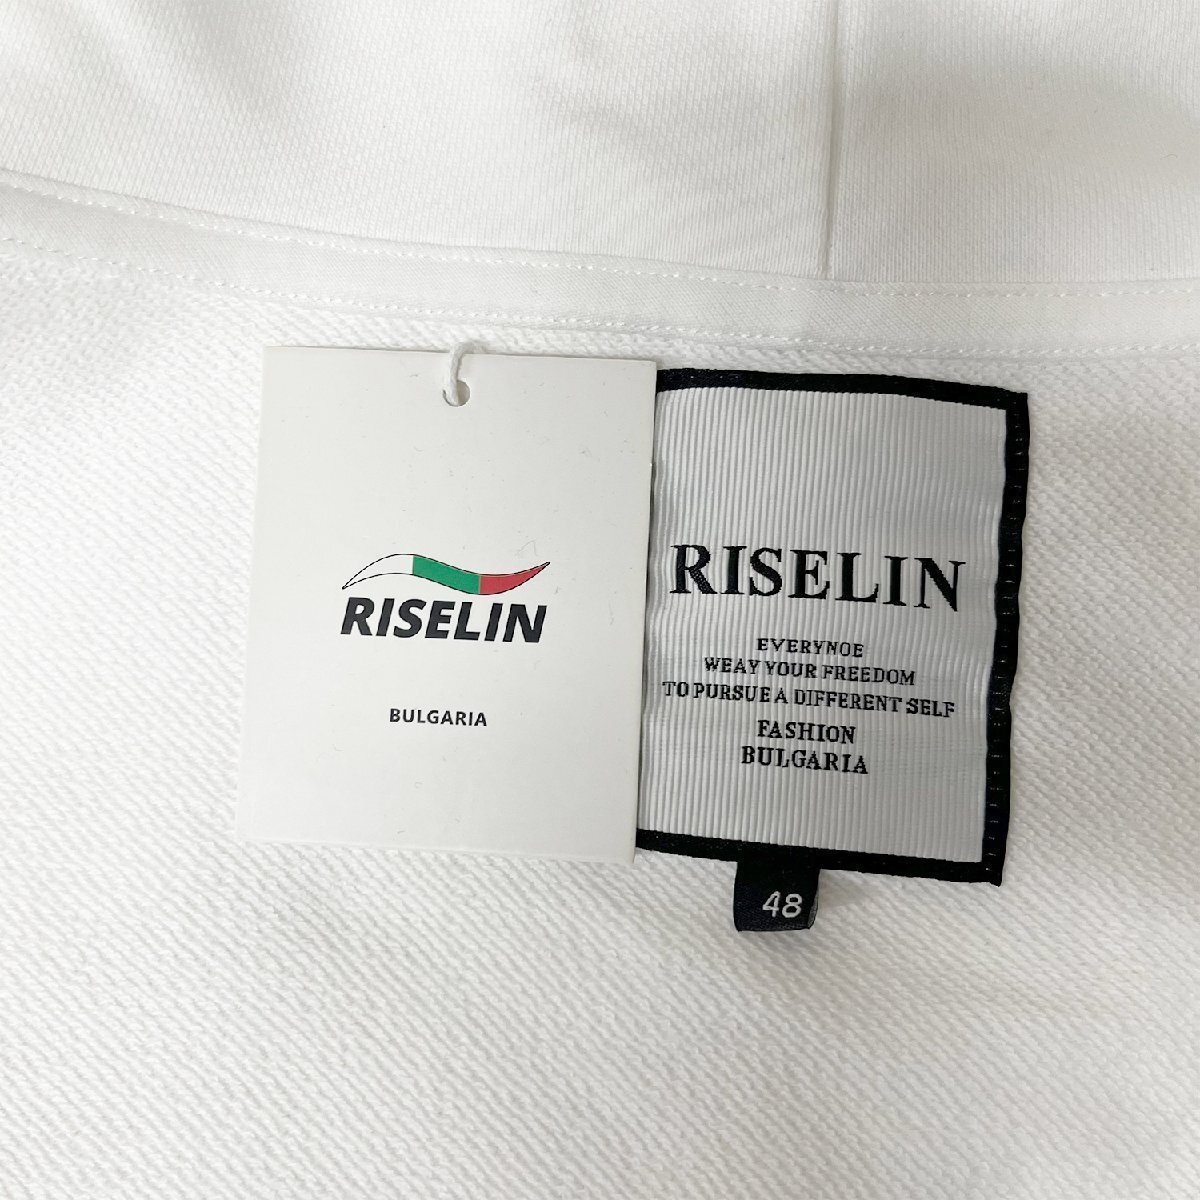 RISELIN
BULGARIA
RISELIN
EVERYNOE
WEAY YOUR FREEDOM
TO PURSUE A DIFFERENT SELF
FASHION
BULGARIA
48